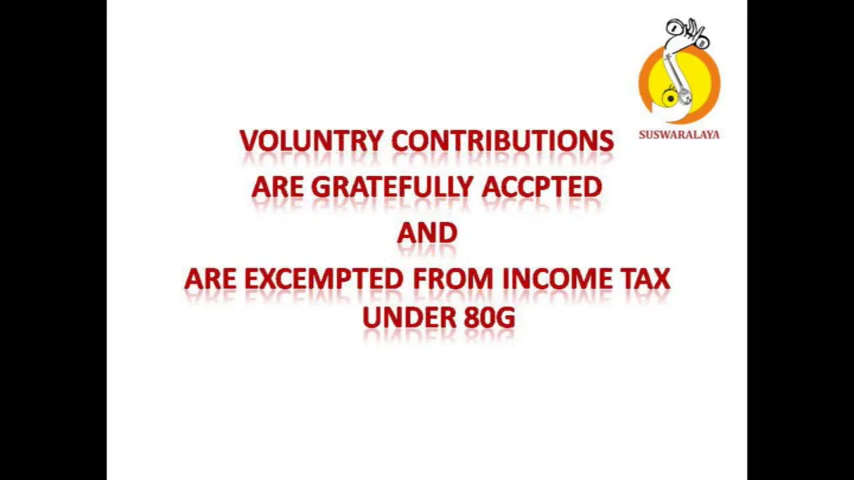 SUSWARALAYA
VOLUNTRY CONTRIBUTIONS
ARE GRATEFULLY ACCPTED
AND
ARE EXCEMPTED FROM INCOME TAX
UNDER 80G